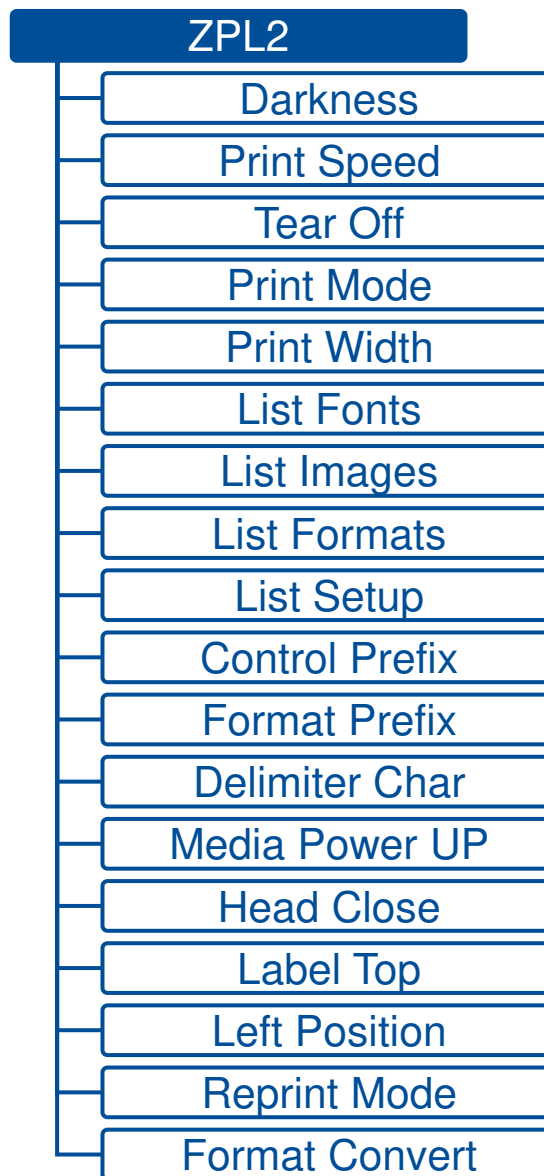 ZPL2
Darkness
Print Speed
Tear Off
Print Mode
Print Width
List Fonts
List Images
List Formats
List Setup
Control Prefix
Format Prefix
Delimiter Char
Media Power UP
Head Close
Label Top
Left Position
Reprint Mode
Format Convert